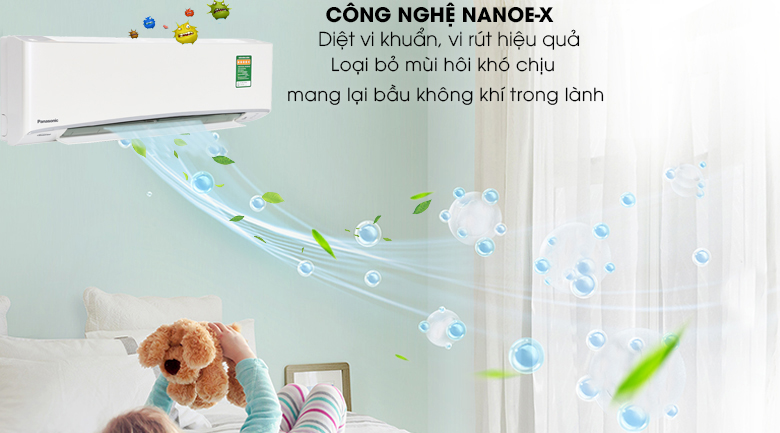 CÔNG NGHỆ NANOE-X
Diệt vi khuẩn, vi rút hiệu quả
Loại bỏ mùi hôi khó chịu
mang lại bầu không khí trong lành
Panasonic